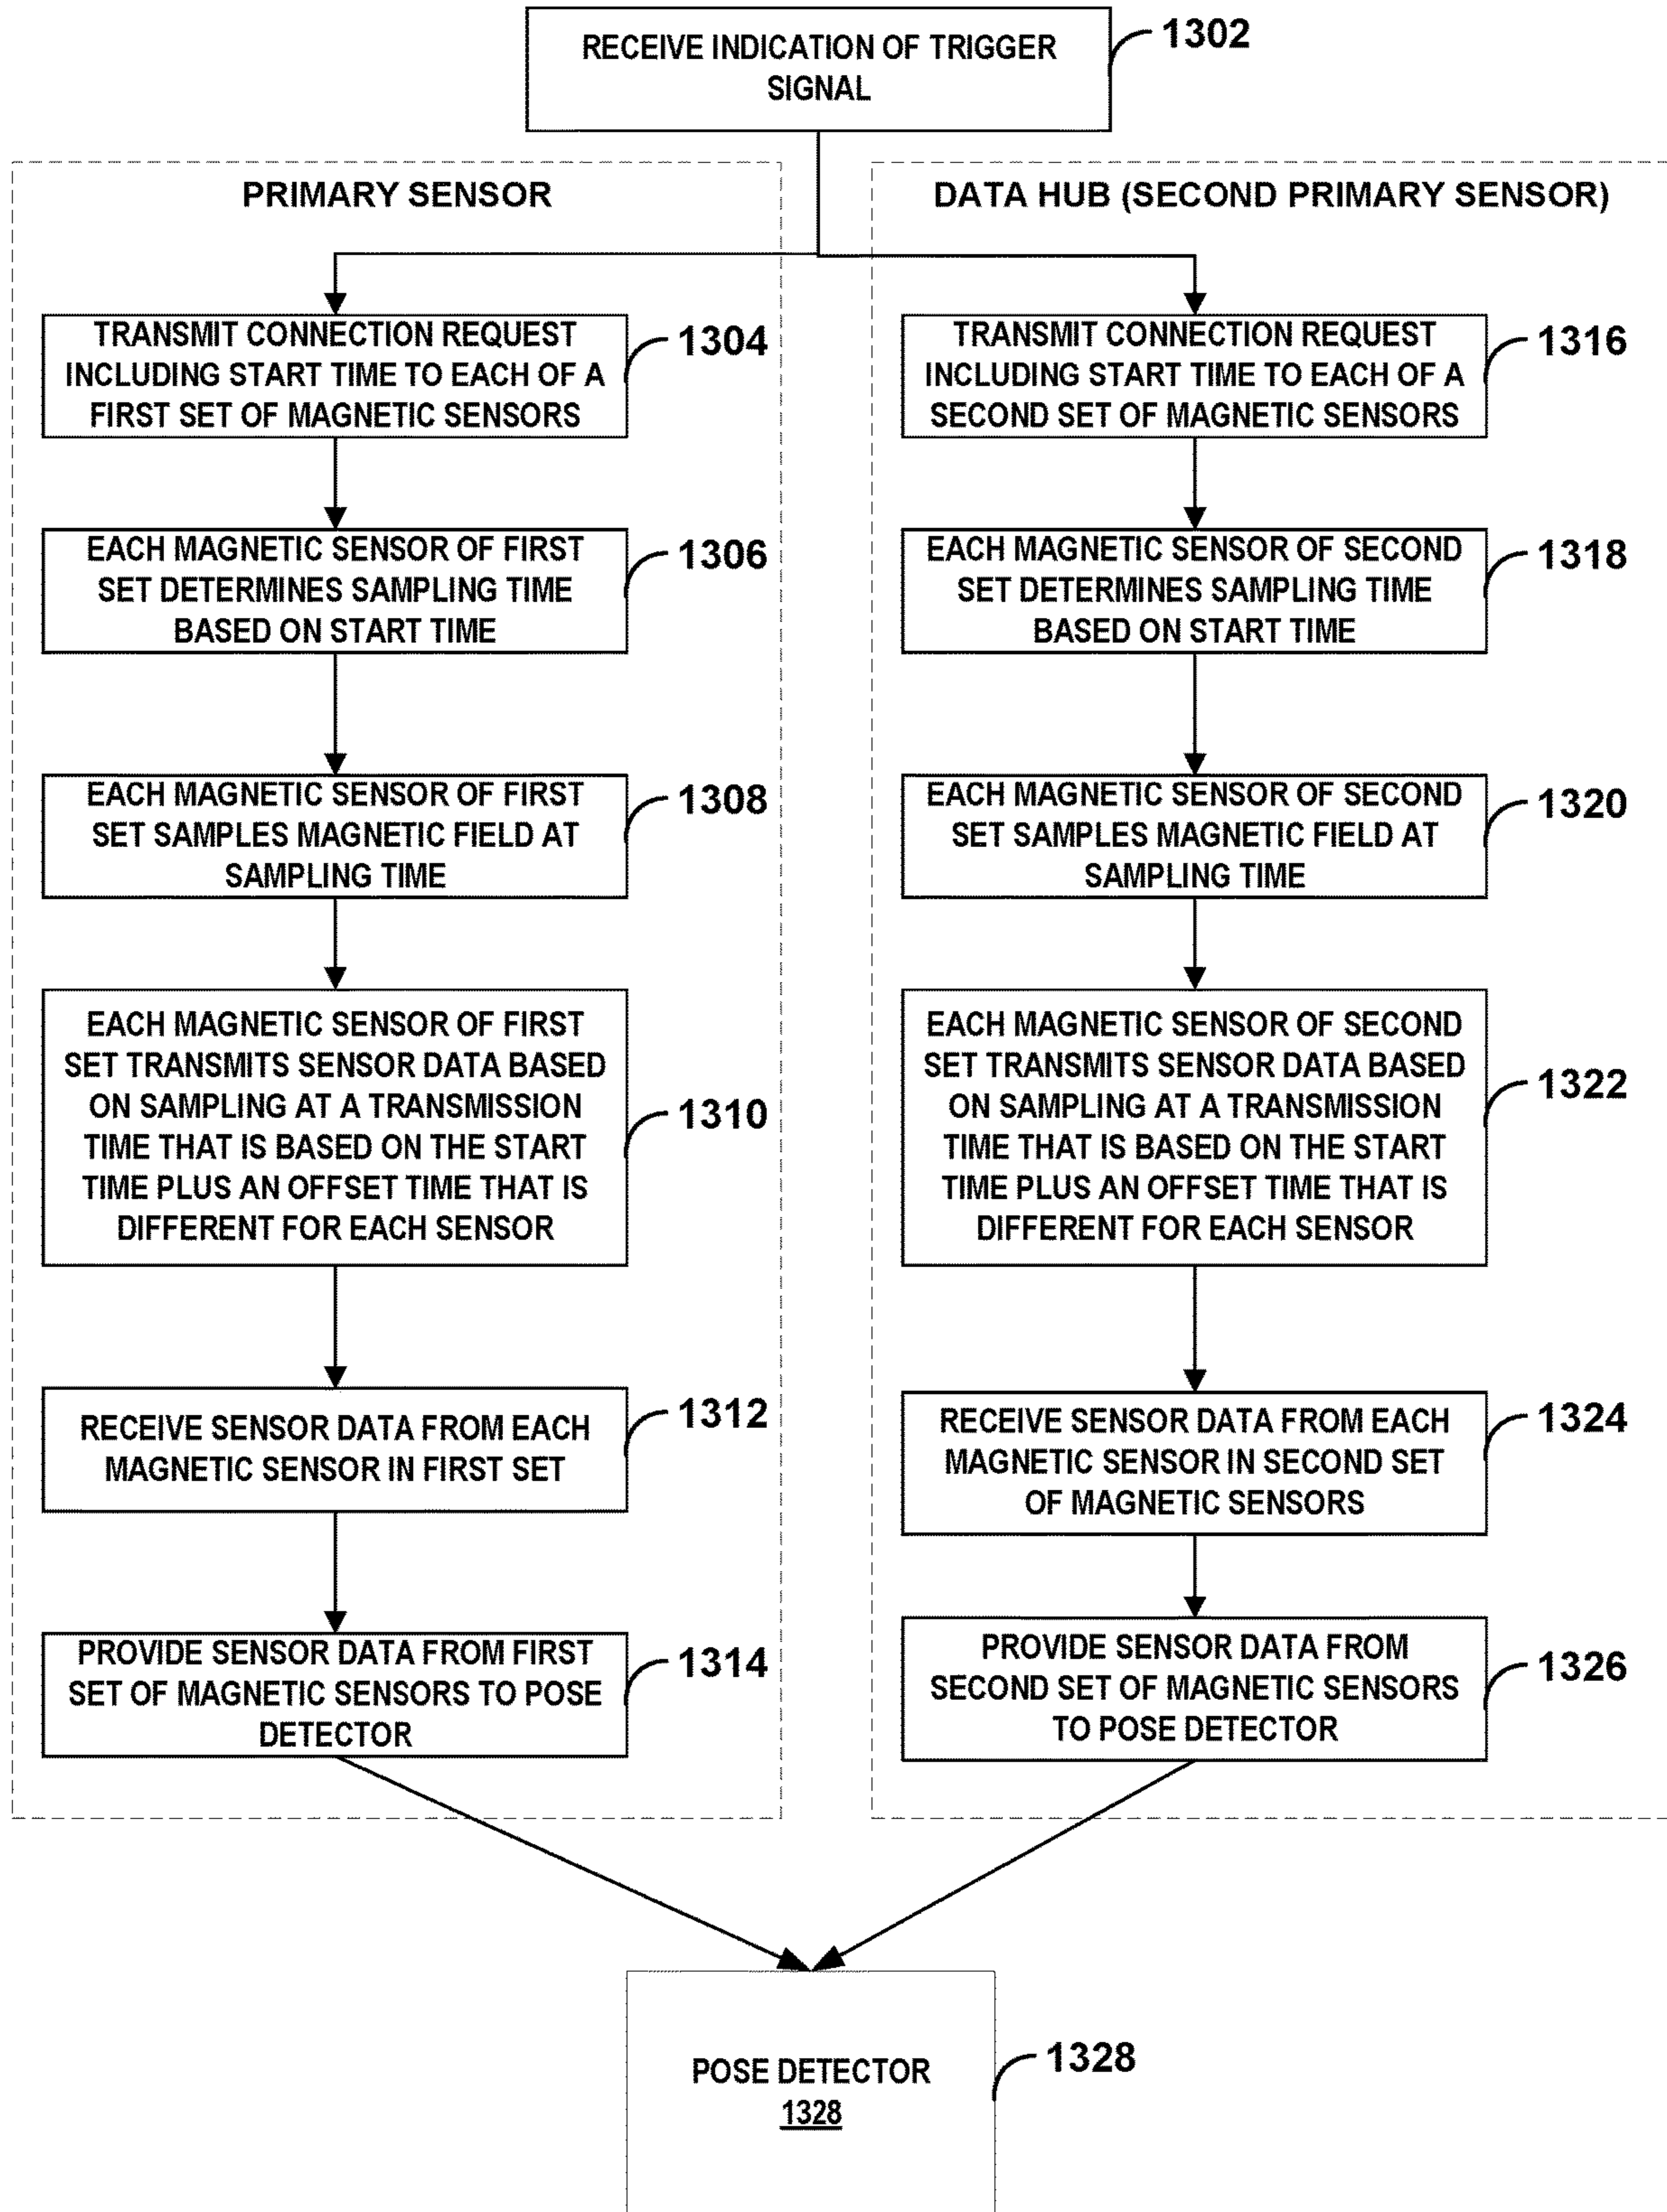 RECEIVE INDICATION OF TRIGGER
SIGNAL
1302
PRIMARY SENSOR
TRANSMIT CONNECTION REQUEST
INCLUDING START TIME TO EACH OF A
FIRST SET OF MAGNETIC SENSORS
1304
EACH MAGNETIC SENSOR OF FIRST
SET DETERMINES SAMPLING TIME
BASED ON START TIME
1306
EACH MAGNETIC SENSOR OF FIRST
SET SAMPLES MAGNETIC FIELD AT
SAMPLING TIME
1308
EACH MAGNETIC SENSOR OF FIRST
SET TRANSMITS SENSOR DATA BASED
ON SAMPLING AT A TRANSMISSION
TIME THAT IS BASED ON THE START
TIME PLUS AN OFFSET TIME THAT IS
DIFFERENT FOR EACH SENSOR
1310
RECEIVE SENSOR DATA FROM EACH
MAGNETIC SENSOR IN FIRST SET
1312
PROVIDE SENSOR DATA FROM FIRST
SET OF MAGNETIC SENSORS TO POSE
DETECTOR
1314
DATA HUB (SECOND PRIMARY SENSOR)
TRANSMIT CONNECTION REQUEST
INCLUDING START TIME TO EACH OF A
SECOND SET OF MAGNETIC SENSORS
1316
EACH MAGNETIC SENSOR OF SECOND
SET DETERMINES SAMPLING TIME
BASED ON START TIME
1318
EACH MAGNETIC SENSOR OF SECOND
SET SAMPLES MAGNETIC FIELD AT
SAMPLING TIME
1320
EACH MAGNETIC SENSOR OF SECOND
SET TRANSMITS SENSOR DATA BASED
ON SAMPLING AT A TRANSMISSION
TIME THAT IS BASED ON THE START
TIME PLUS AN OFFSET TIME THAT IS
DIFFERENT FOR EACH SENSOR
1322
RECEIVE SENSOR DATA FROM EACH
MAGNETIC SENSOR IN SECOND SET
OF MAGNETIC SENSORS
1324
PROVIDE SENSOR DATA FROM
SECOND SET OF MAGNETIC SENSORS
TO POSE DETECTOR
1326
POSE DETECTOR
1328
1328